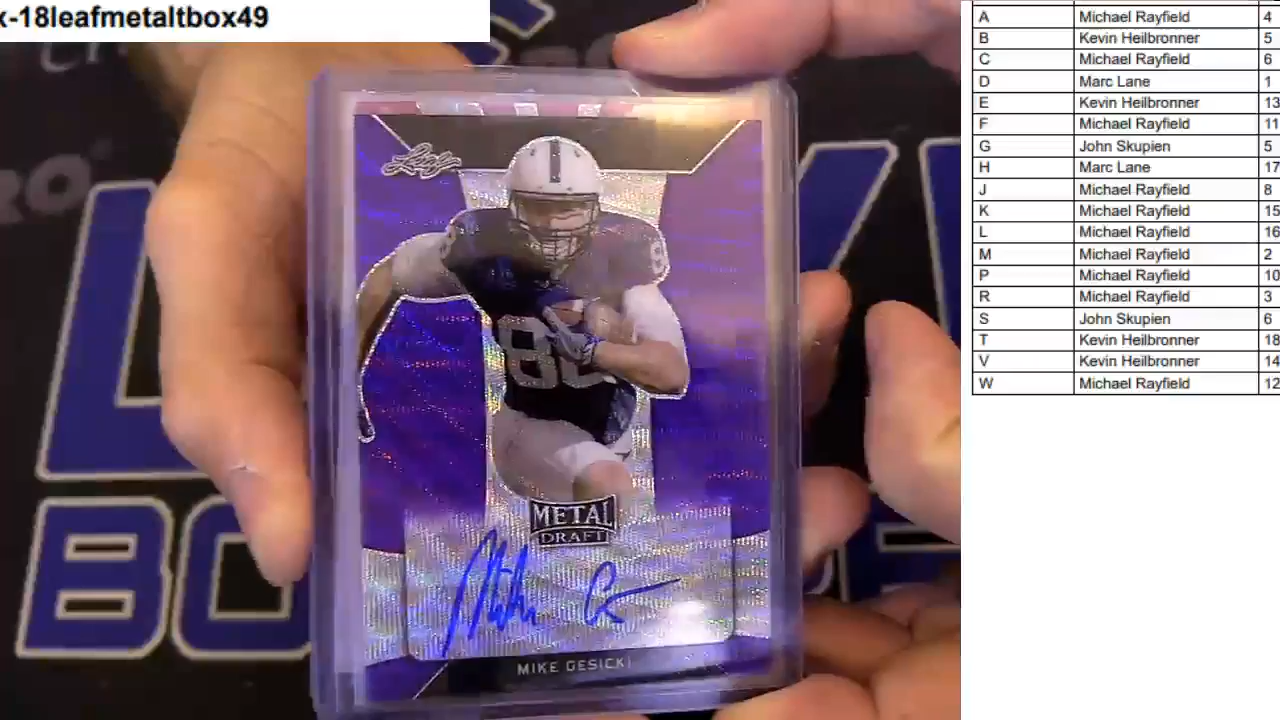 x-18leafmetaltbox49
Leaf
88
METAL
DRAFT
MIKE GESICKI
BO
A Michael Rayfield 4
B Kevin Heilbronner 5
C Michael Rayfield 6
D Marc Lane 1
E Kevin Heilbronner 13
F Michael Rayfield 11
G John Skupien 5
H Marc Lane 17
J Michael Rayfield 8
K Michael Rayfield 15
L Michael Rayfield 16
M Michael Rayfield 2
P Michael Rayfield 10
R Michael Rayfield 3
S John Skupien 6
T Kevin Heilbronner 18
V Kevin Heilbronner 14
W Michael Rayfield 12